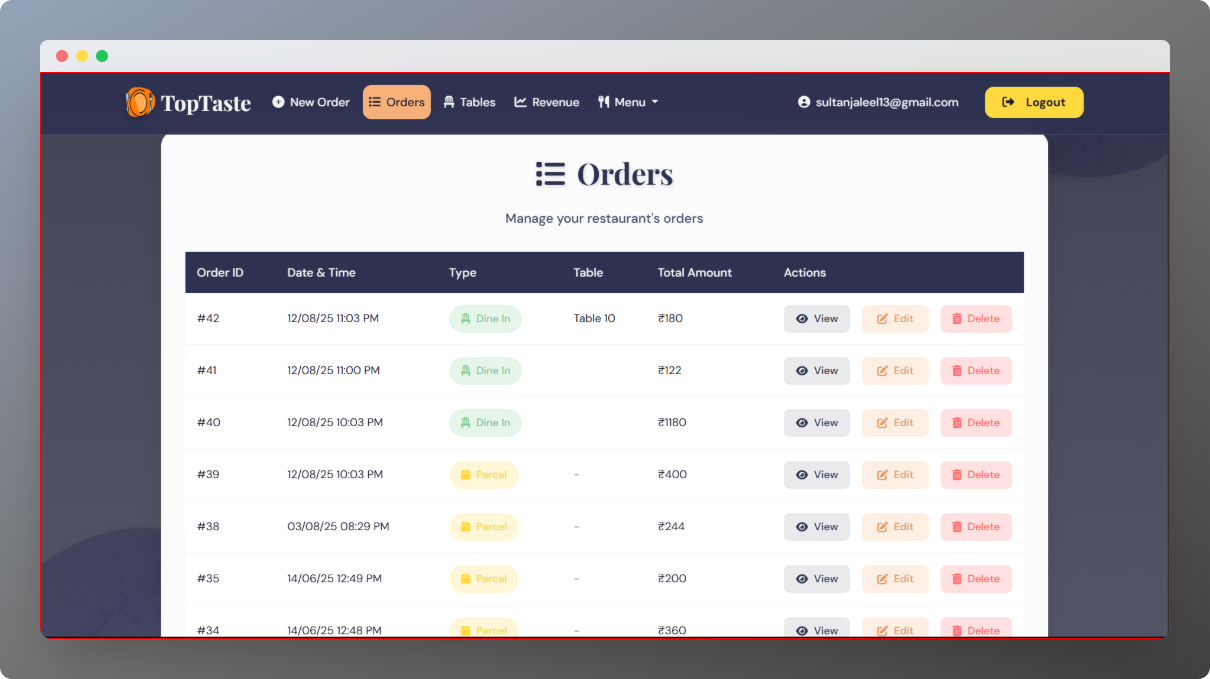 TopTaste New Order Orders Tables Revenue Menu sultanjaleel13@gmail.com Logout
Orders
Manage your restaurant's orders
Order ID Date & Time Type Table Total Amount Actions
#42 12/08/25 11:03 PM Dine In Table 10 ₹180 View Edit Delete
#41 12/08/25 11:00 PM Dine In ₹122 View Edit Delete
#40 12/08/25 10:03 PM Dine In ₹1180 View Edit Delete
#39 12/08/25 10:03 PM Parcel - ₹400 View Edit Delete
#38 03/08/25 08:29 PM Parcel - ₹244 View Edit Delete
#35 14/06/25 12:49 PM Parcel - ₹200 View Edit Delete
#34 14/06/25 12:48 PM Parcel - ₹360 View Edit Delete